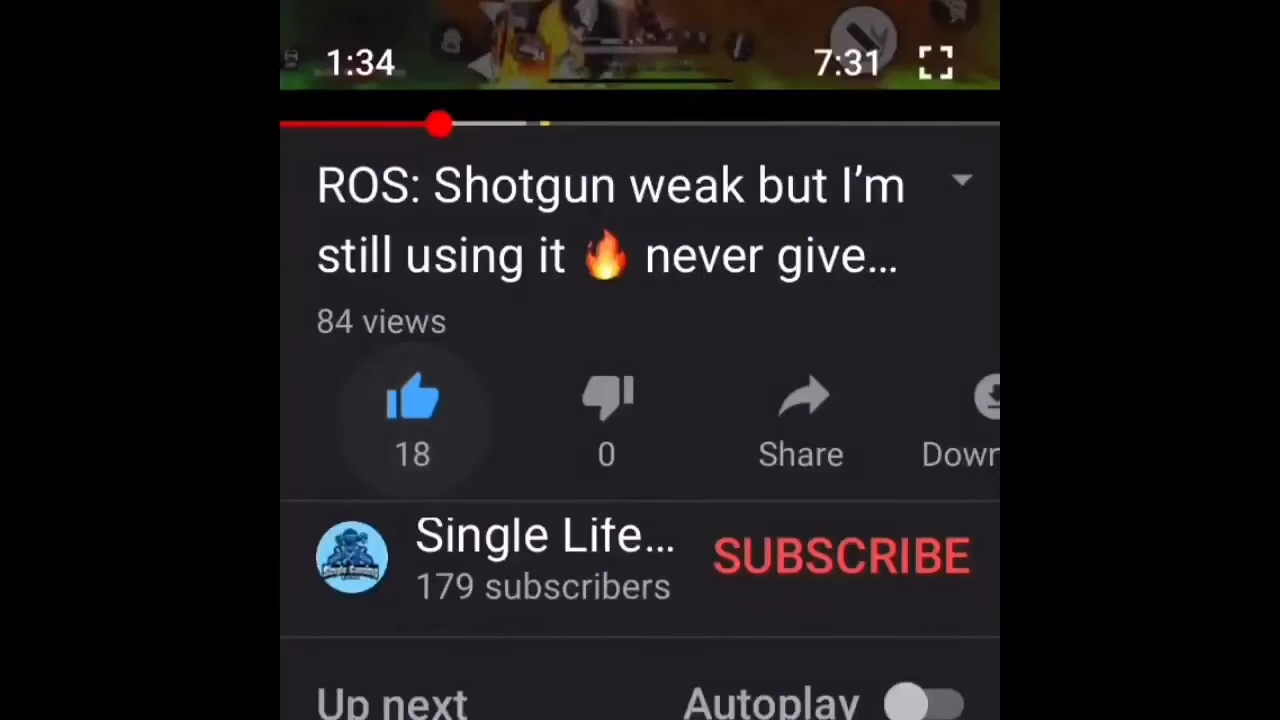 1:34 7:31
ROS: Shotgun weak but I’m
still using it 🔥 never give...
84 views
18 0 Share Down
Single Life...
179 subscribers
SUBSCRIBE
Up next Autoplay